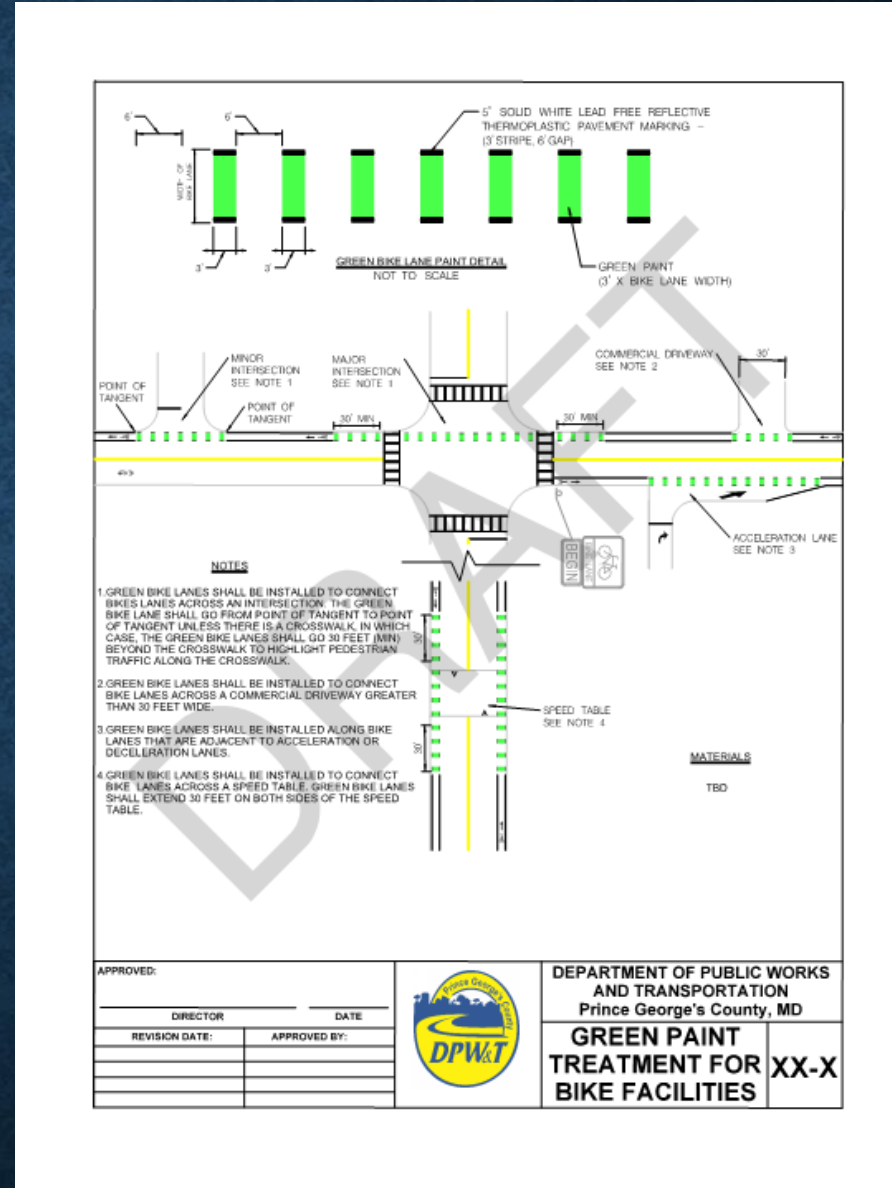 6' 6'
5" SOLID WHITE LEAD FREE REFLECTIVE
THERMOPLASTIC PAVEMENT MARKING –
(3' STRIPE, 6' GAP)
WIDTH OF
BIKE LANE
3' 3'
GREEN BIKE LANE PAINT DETAIL
NOT TO SCALE
GREEN PAINT
(3' X BIKE LANE WIDTH)
DRAFT
POINT OF
TANGENT
MINOR
INTERSECTION
SEE NOTE 1
POINT OF
TANGENT
MAJOR
INTERSECTION
SEE NOTE 1
COMMERCIAL DRIVEWAY
SEE NOTE 2
30'
30' MIN
30' MIN
ACCELERATION LANE
SEE NOTE 3
BEGIN
NOTES
1.GREEN BIKE LANES SHALL BE INSTALLED TO CONNECT
BIKES LANES ACROSS AN INTERSECTION. THE GREEN
BIKE LANE SHALL GO FROM POINT OF TANGENT TO POINT
OF TANGENT UNLESS THERE IS A CROSSWALK, IN WHICH
CASE, THE GREEN BIKE LANES SHALL GO 30 FEET (MIN)
BEYOND THE CROSSWALK TO HIGHLIGHT PEDESTRIAN
TRAFFIC ALONG THE CROSSWALK.
2.GREEN BIKE LANES SHALL BE INSTALLED TO CONNECT
BIKE LANES ACROSS A COMMERCIAL DRIVEWAY GREATER
THAN 30 FEET WIDE.
3.GREEN BIKE LANES SHALL BE INSTALLED ALONG BIKE
LANES THAT ARE ADJACENT TO ACCELERATION OR
DECELERATION LANES.
4.GREEN BIKE LANES SHALL BE INSTALLED TO CONNECT
BIKE LANES ACROSS A SPEED TABLE. GREEN BIKE LANES
SHALL EXTEND 30 FEET ON BOTH SIDES OF THE SPEED
TABLE.
30'
30'
SPEED TABLE
SEE NOTE 4
MATERIALS
TBD
APPROVED:
DIRECTOR DATE
REVISION DATE: APPROVED BY:
Prince George's County
DPW&T
DEPARTMENT OF PUBLIC WORKS
AND TRANSPORTATION
Prince George's County, MD
GREEN PAINT
TREATMENT FOR
BIKE FACILITIES
XX-X